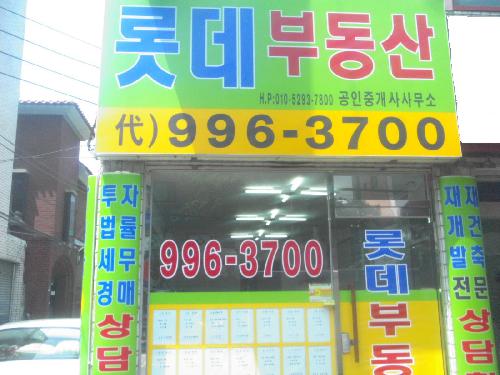 롯데부동산
H.P:010-5283-7800 공인중개사사무소
代)996-3700
투자
범률
세무
경매
상담
996-3700
롯데부동
재재
개건
발축
전문
상담